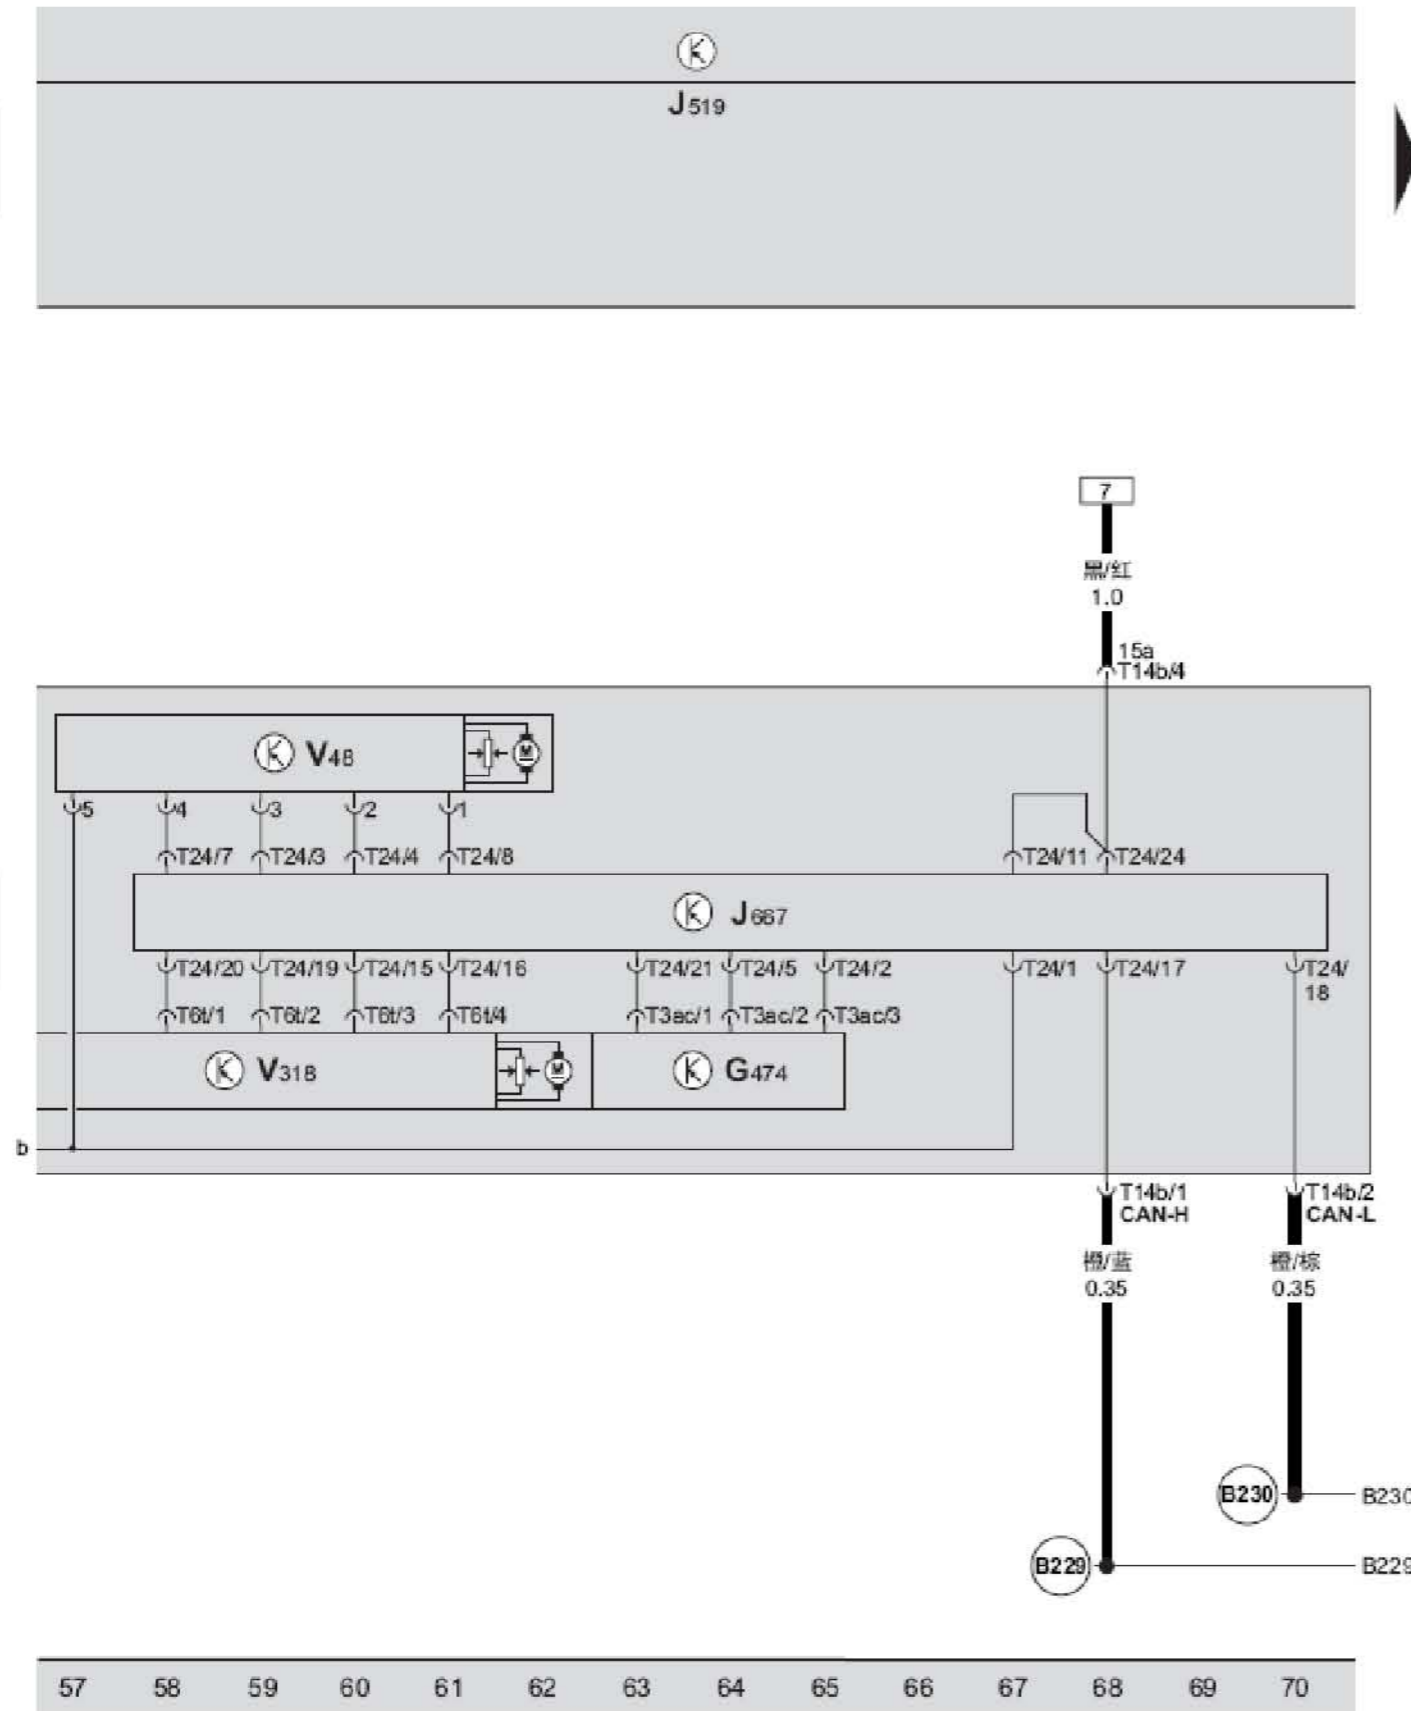 J519
7
黑/红
1.0
15a
T14b/4
V48
5 4 3 2 1
T24/7 T24/3 T24/4 T24/8 T24/11 T24/24
J667
T24/20 T24/19 T24/15 T24/16 T24/21 T24/5 T24/2 T24/1 T24/17 T24/
18
T6t/1 T6t/2 T6t/3 T6t/4 T3ac/1 T3ac/2 T3ac/3
V318 G474
b
T14b/1 T14b/2
CAN-H CAN-L
橙/蓝 橙/棕
0.35 0.35
B230 B230
B229 B229
57 58 59 60 61 62 63 64 65 66 67 68 69 70